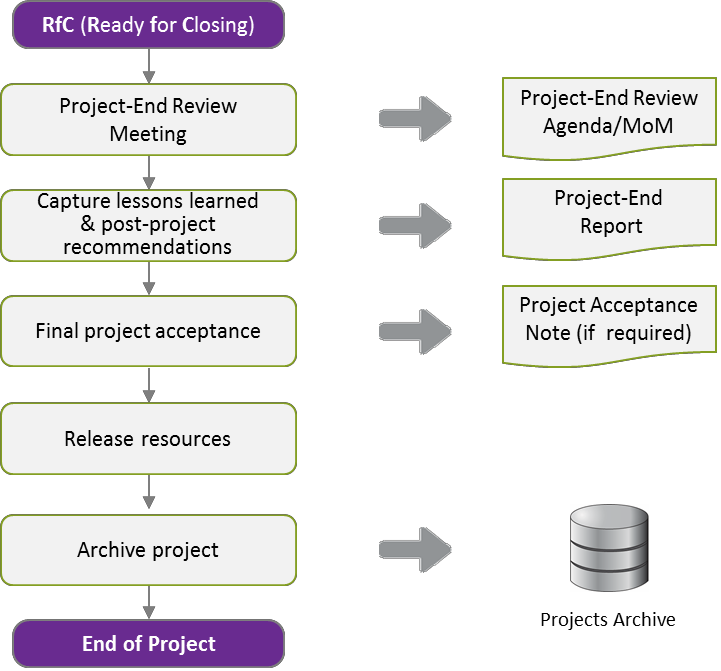 RfC (Ready for Closing)
Project-End Review
Meeting
Project-End Review
Agenda/MoM
Capture lessons learned
& post-project
recommendations
Project-End
Report
Final project acceptance
Project Acceptance
Note (if required)
Release resources
Archive project
Projects Archive
End of Project